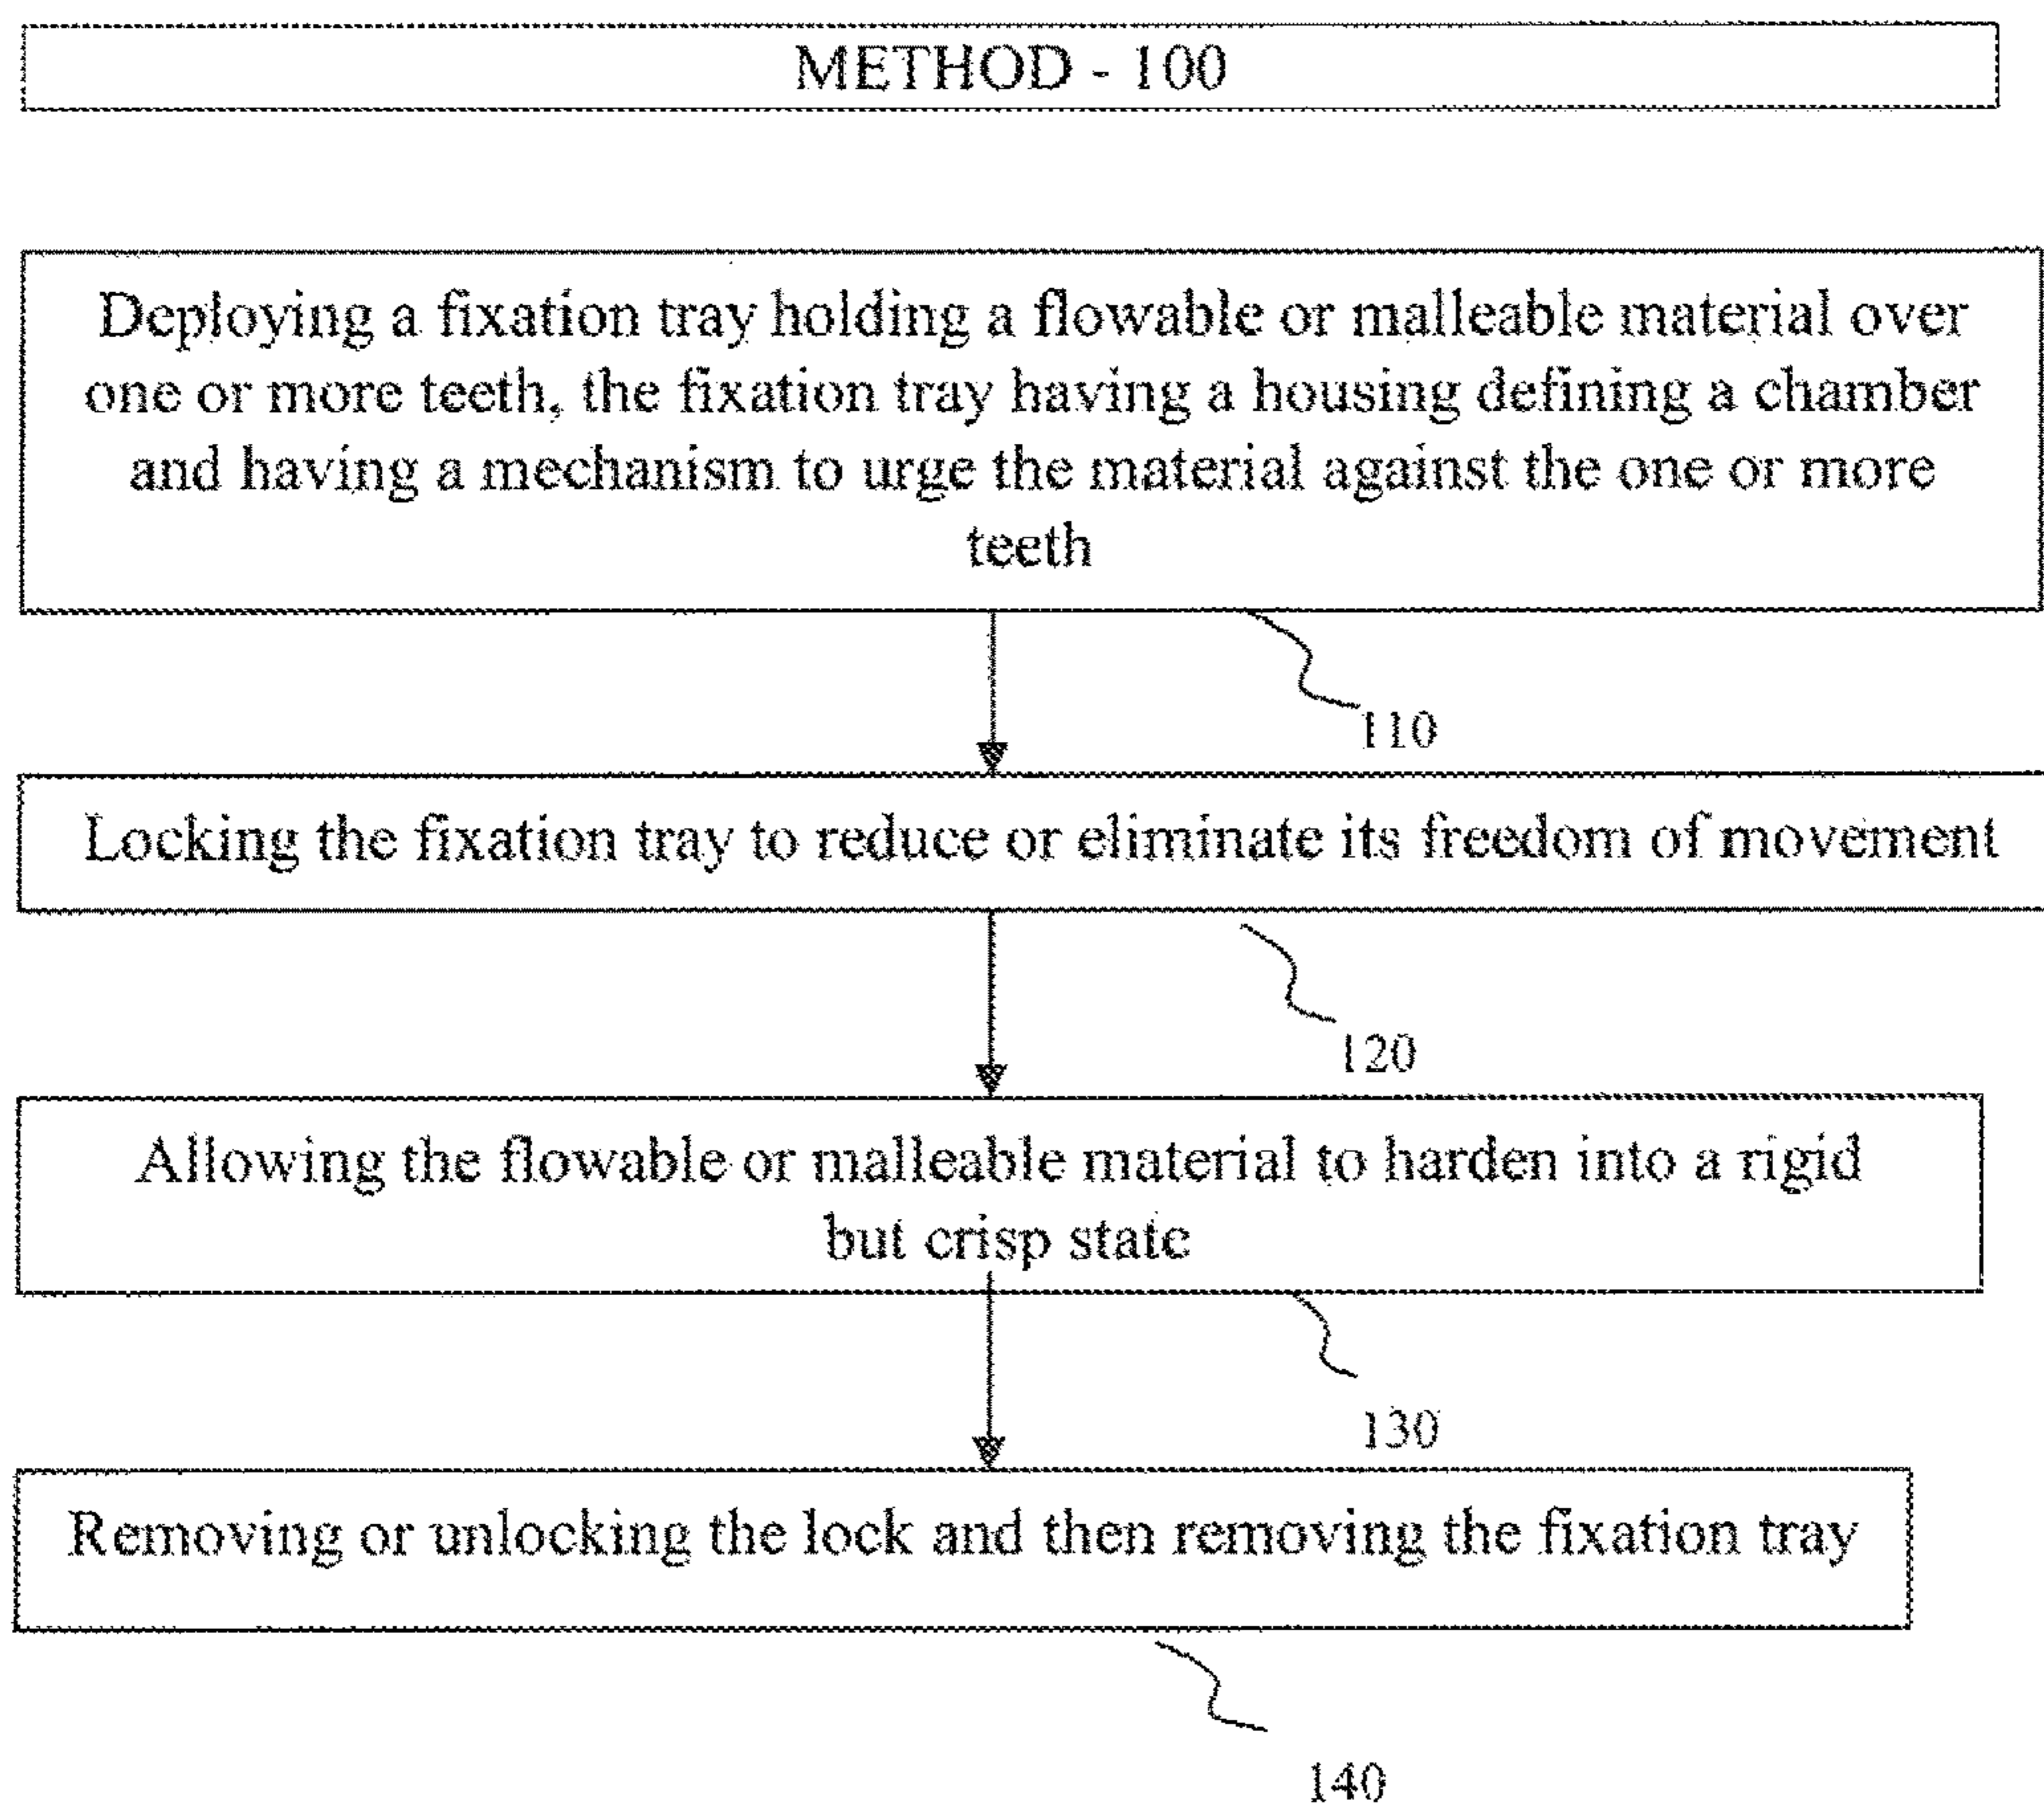 METHOD - 100
Deploying a fixation tray holding a flowable or malleable material over
one or more teeth, the fixation tray having a housing defining a chamber
and having a mechanism to urge the material against the one or more
teeth
110
Locking the fixation tray to reduce or eliminate its freedom of movement
120
Allowing the flowable or malleable material to harden into a rigid
but crisp state
130
Removing or unlocking the lock and then removing the fixation tray
140